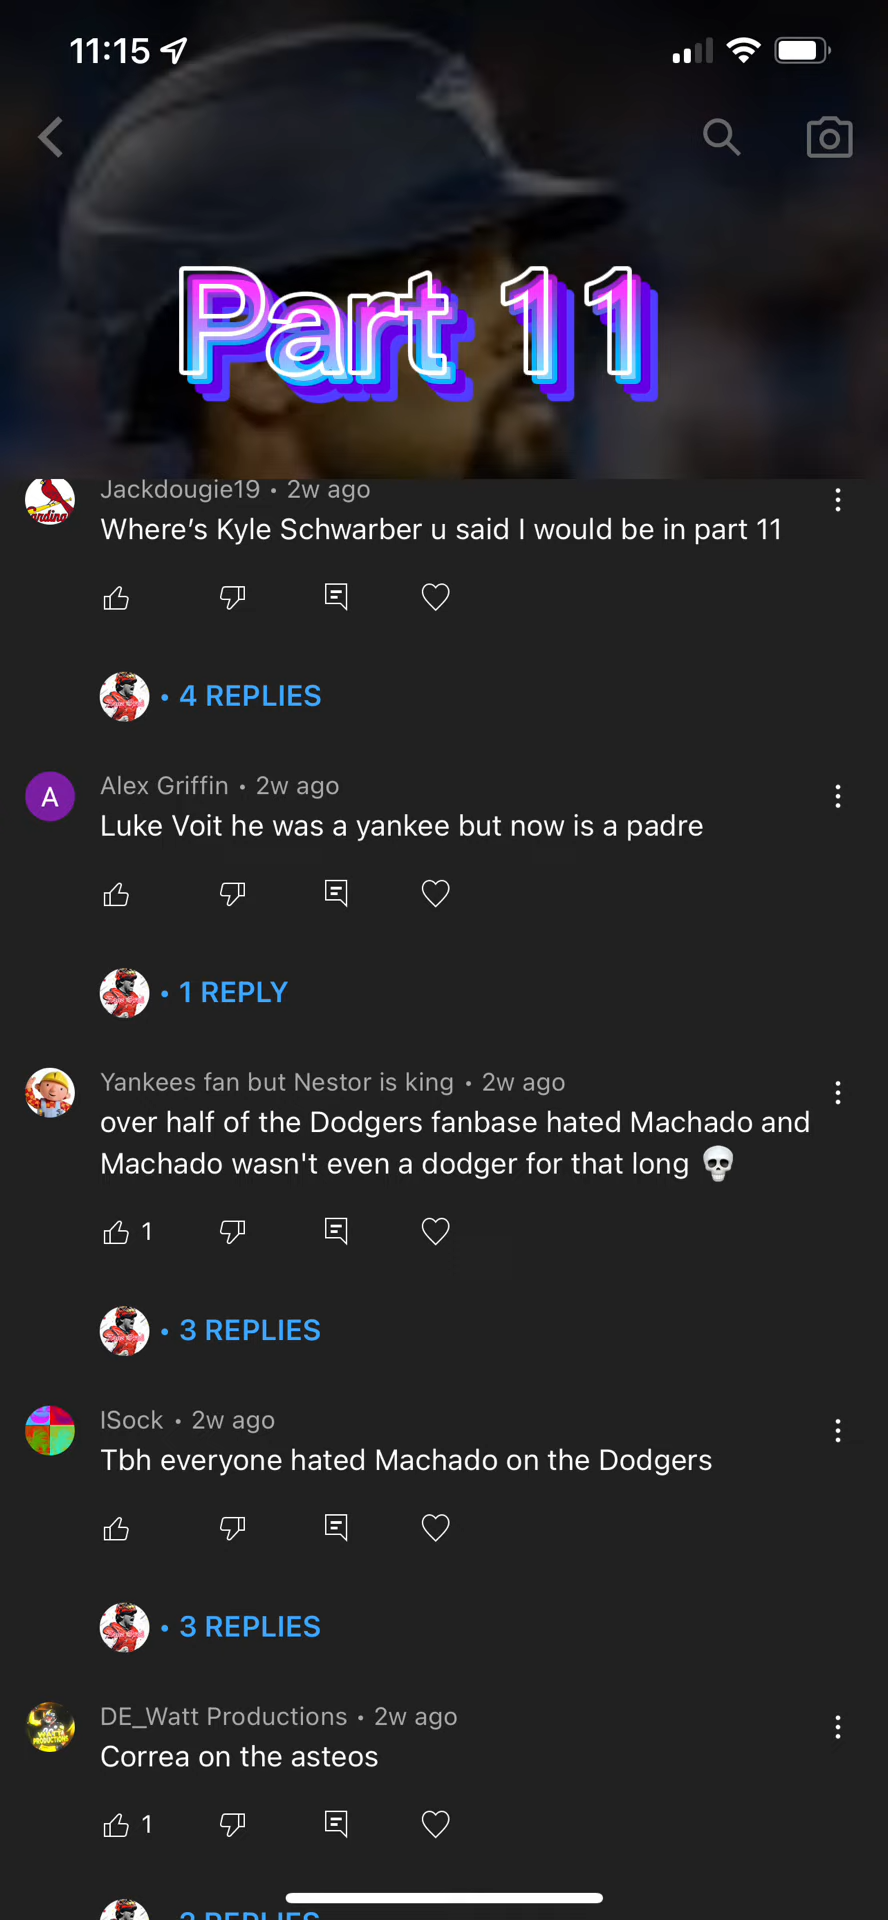 11:15
Part 11
Jackdougie19 • 2w ago
Where's Kyle Schwarber u said I would be in part 11
• 4 REPLIES
A
Alex Griffin • 2w ago
Luke Voit he was a yankee but now is a padre
• 1 REPLY
Yankees fan but Nestor is king • 2w ago
over half of the Dodgers fanbase hated Machado and
Machado wasn't even a dodger for that long 💀
1
• 3 REPLIES
ISock • 2w ago
Tbh everyone hated Machado on the Dodgers
• 3 REPLIES
DE_Watt Productions • 2w ago
Correa on the asteos
1